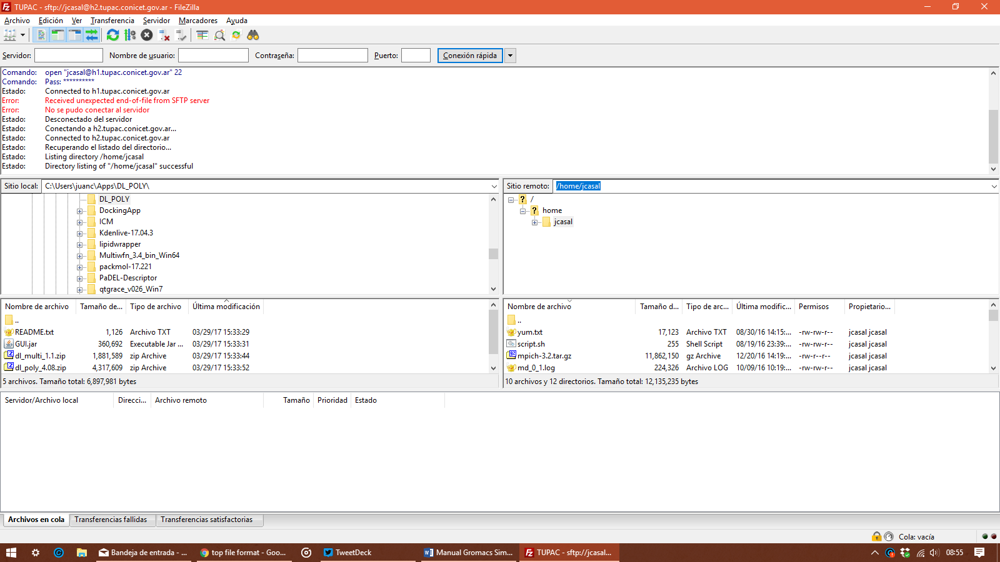 TUPAC - sftp://jcasal@h2.tupac.conicet.gov.ar - FileZilla
Archivo Edición Ver Transferencia Servidor Marcadores Ayuda
Servidor: Nombre de usuario: Contraseña: Puerto: Conexión rápida
Comando: open "jcasal@h1.tupac.conicet.gov.ar" 22
Comando: Pass: **********
Estado: Connected to h1.tupac.conicet.gov.ar
Error: Received unexpected end-of-file from SFTP server
Error: No se pudo conectar al servidor
Estado: Desconectado del servidor
Estado: Conectando a h2.tupac.conicet.gov.ar...
Estado: Connected to h2.tupac.conicet.gov.ar
Estado: Recuperando el listado del directorio...
Estado: Listing directory /home/jcasal
Estado: Directory listing of "/home/jcasal" successful
Sitio local: C:\Users\juanc\Apps\DL_POLY\
DL_POLY
DockingApp
ICM
Kdenlive-17.04.3
lipidwrapper
Multiwfn_3.4_bin_Win64
packmol-17.221
PaDEL-Descriptor
qtgrace_v026_Win7
Sitio remoto: /home/jcasal
/
home
jcasal
Nombre de archivo Tamaño de... Tipo de archivo Última modificación
..
README.txt 1,126 Archivo TXT 03/29/17 15:33:29
GUI.jar 360,692 Executable Jar ... 03/29/17 15:33:31
dl_multi_1.1.zip 1,881,589 zip Archive 03/29/17 15:33:44
dl_poly_4.08.zip 4,317,609 zip Archive 03/29/17 15:33:52
5 archivos. Tamaño total: 6,897,981 bytes
Nombre de archivo Tamaño d... Tipo de arc... Última modific... Permisos Propietario...
..
yum.txt 17,123 Archivo TXT 08/30/16 14:15:... -rw-rw-r-- jcasal jcasal
script.sh 255 Shell Script 08/19/16 23:39:... -rw-rw-r-- jcasal jcasal
mpich-3.2.tar.gz 11,862,150 gz Archive 12/20/16 14:19:... -rw-r--r-- jcasal jcasal
md_0_1.log 224,326 Archivo LOG 10/09/16 10:19:... -rw-rw-r-- jcasal jcasal
10 archivos y 12 directorios. Tamaño total: 12,135,235 bytes
Servidor/Archivo local Direcci... Archivo remoto Tamaño Prioridad Estado
Archivos en cola Transferencias fallidas Transferencias satisfactorias
Cola: vacía
Bandeja de entrada - ... top file format - Goo... TweetDeck Manual Gromacs Sim... TUPAC - sftp://jcasal... 08:55